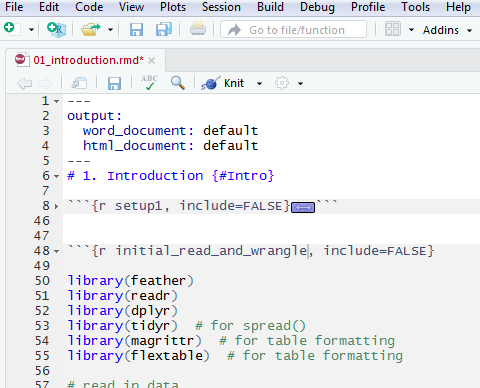 File Edit Code View Plots Session Build Debug Profile Tools Help
Go to file/function Addins
01_introduction.rmd*
ABC Knit
1 ---
2 output:
3 word_document: default
4 html_document: default
5 ---
6 # 1. Introduction {#Intro}
7
8 ```{r setup1, include=FALSE}```
46
47
48 ```{r initial_read_and_wrangle, include=FALSE}
49
50 library(feather)
51 library(readr)
52 library(dplyr)
53 library(tidyr) # for spread()
54 library(magrittr) # for table formatting
55 library(flextable) # for table formatting
56
57 # read in data